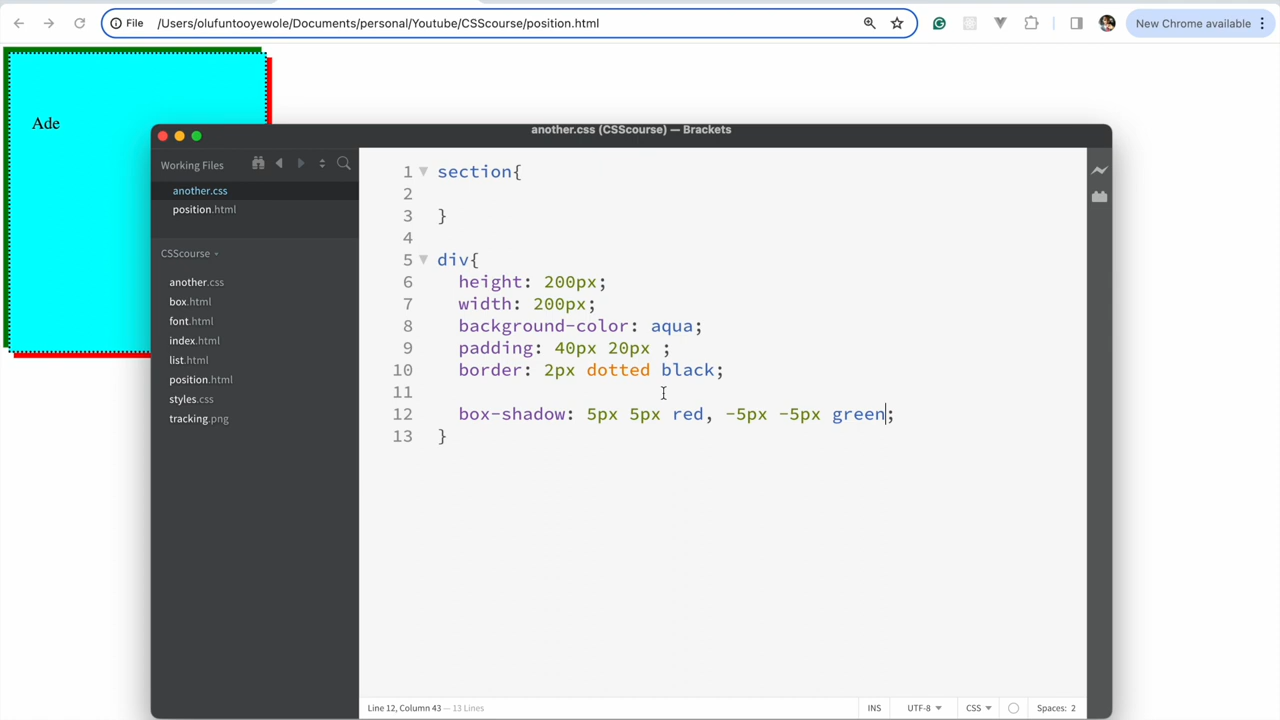 File
/Users/olufuntooyewole/Documents/personal/Youtube/CSScourse/position.html
New Chrome available
Ade
another.css (CSScourse) — Brackets
Working Files
another.css
position.html
CSScourse
another.css
box.html
font.html
index.html
list.html
position.html
styles.css
tracking.png
1 section{
2
3 }
4
5 div{
6 height: 200px;
7 width: 200px;
8 background-color: aqua;
9 padding: 40px 20px ;
10 border: 2px dotted black;
11
12 box-shadow: 5px 5px red, -5px -5px green;
13 }
Line 12, Column 43 — 13 Lines
INS
UTF-8
CSS
Spaces: 2